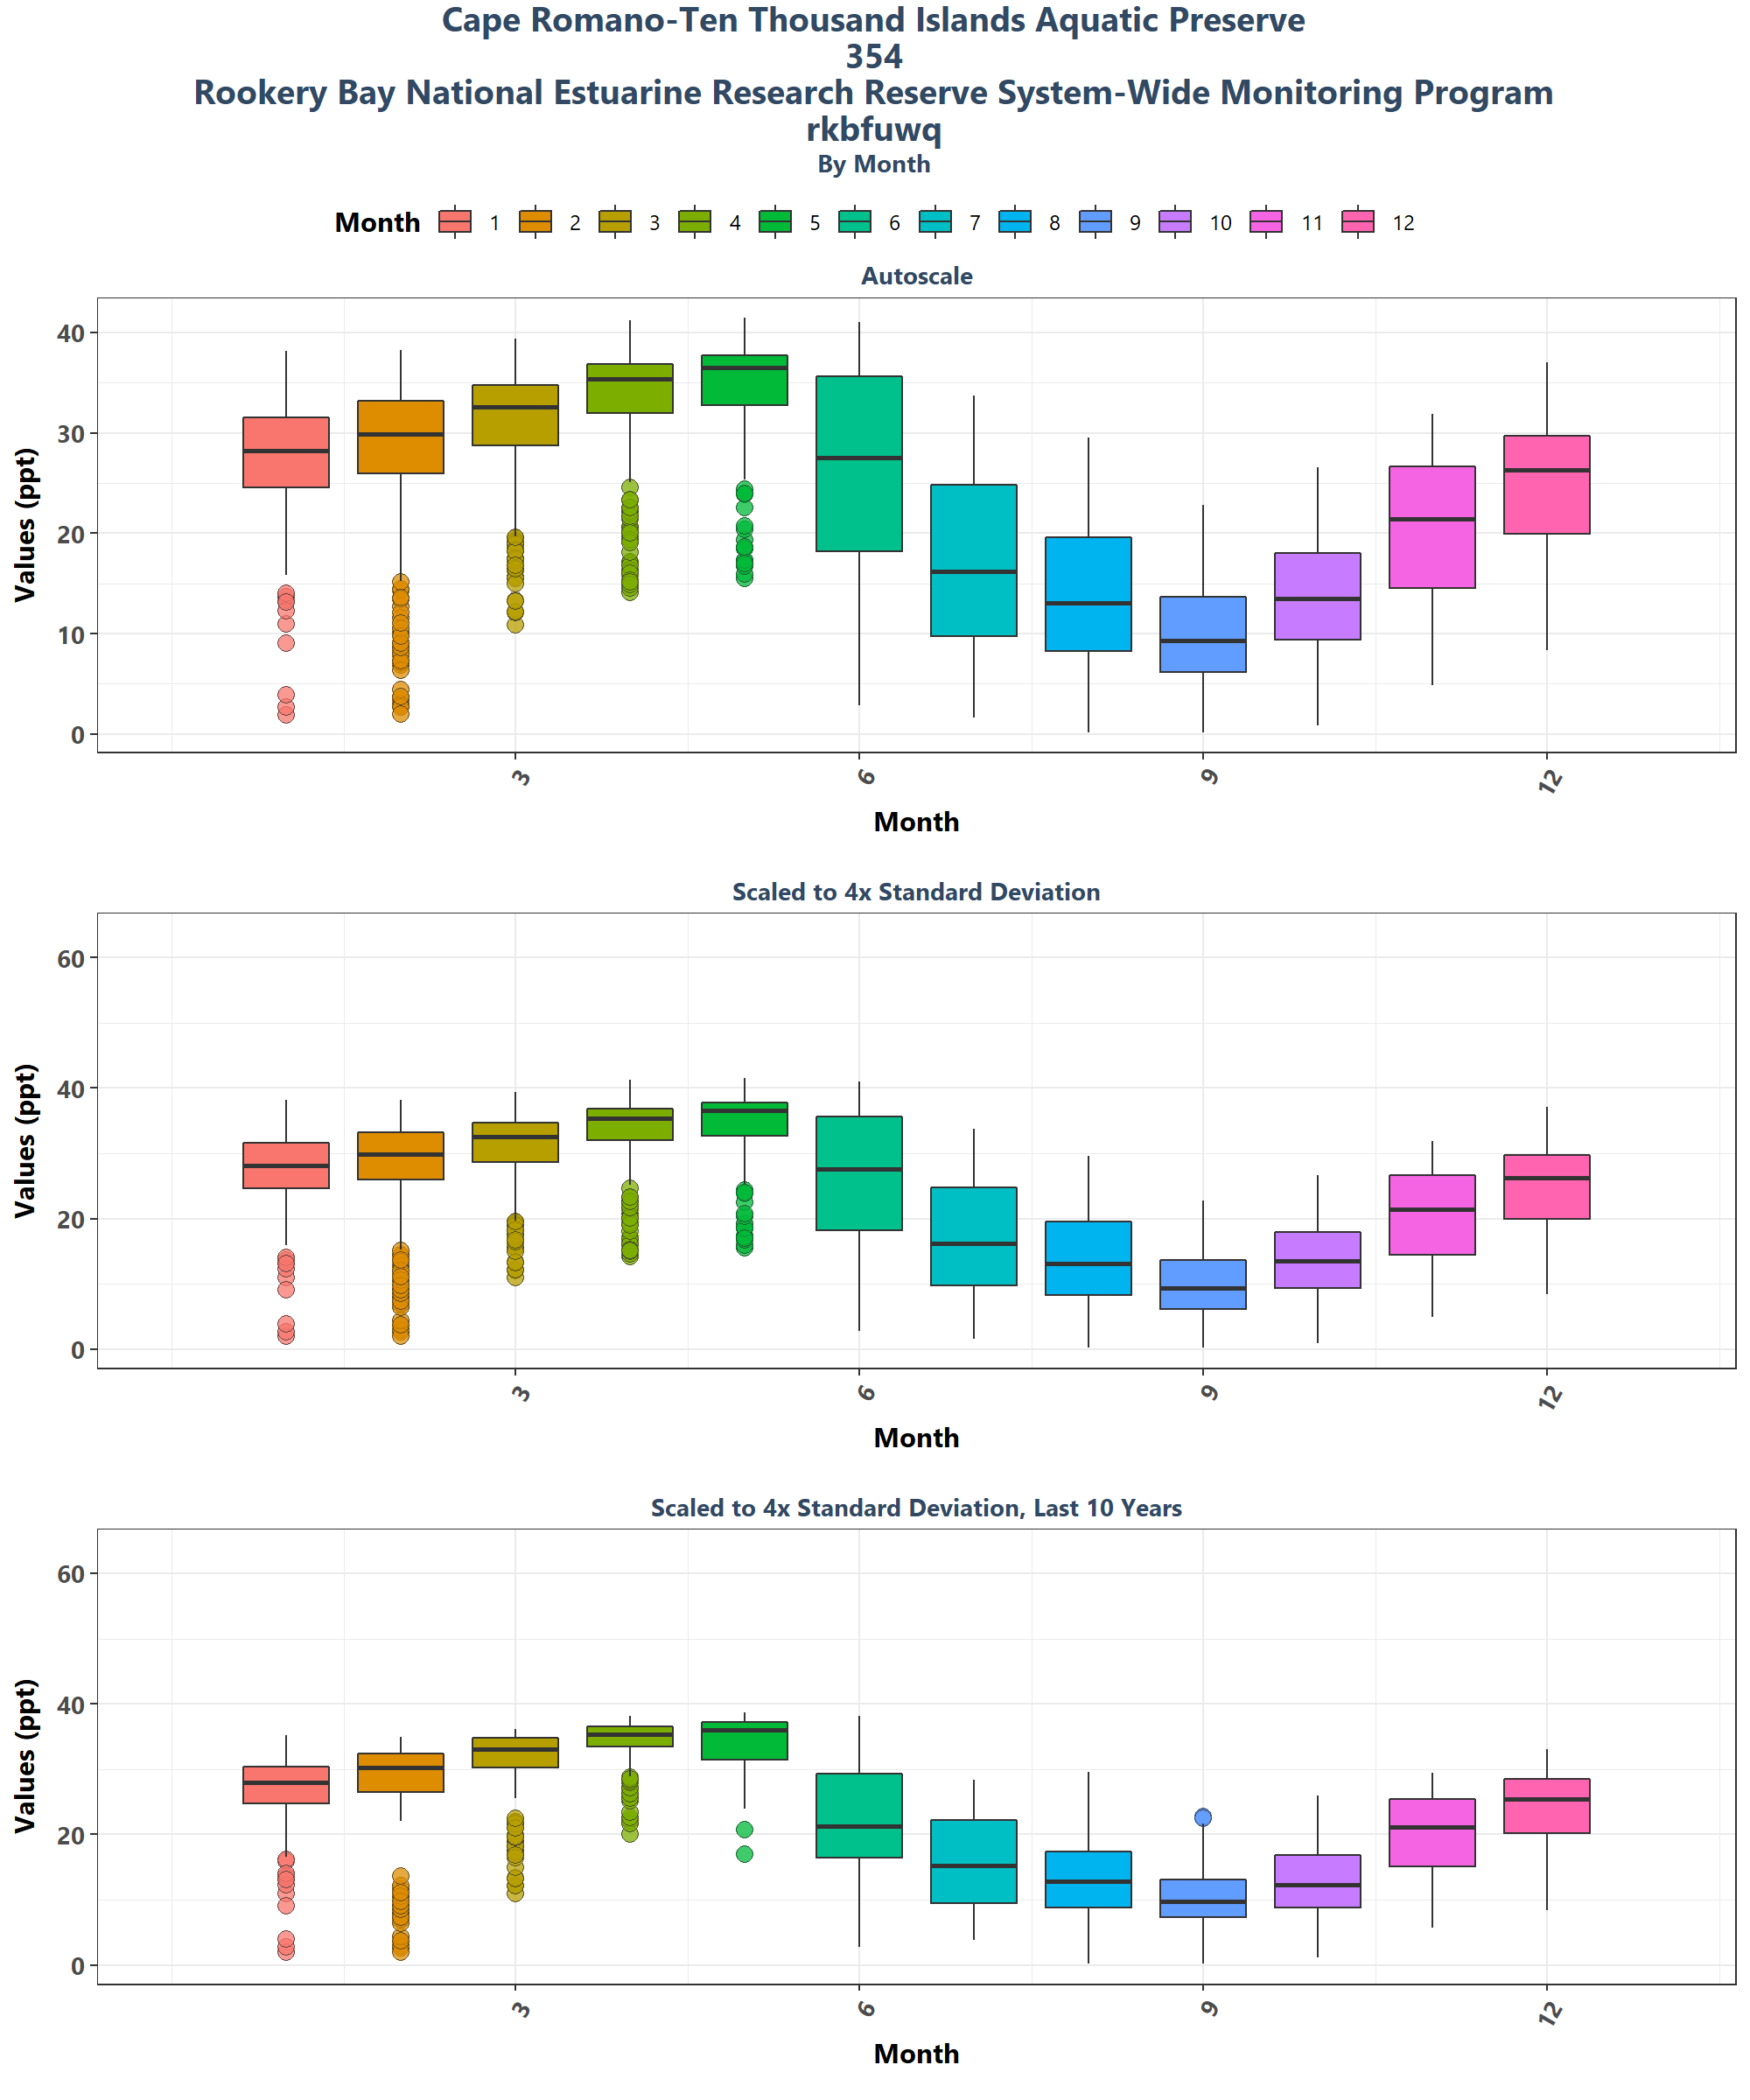 Cape Romano-Ten Thousand Islands Aquatic Preserve
354
Rookery Bay National Estuarine Research Reserve System-Wide Monitoring Program
rkbfuwq
By Month
Month 1 2 3 4 5 6 7 8 9 10 11 12
Autoscale
Values (ppt)
40
30
20
10
0
3 6 9 12
Month
Scaled to 4x Standard Deviation
Values (ppt)
60
40
20
0
3 6 9 12
Month
Scaled to 4x Standard Deviation, Last 10 Years
Values (ppt)
60
40
20
0
3 6 9 12
Month